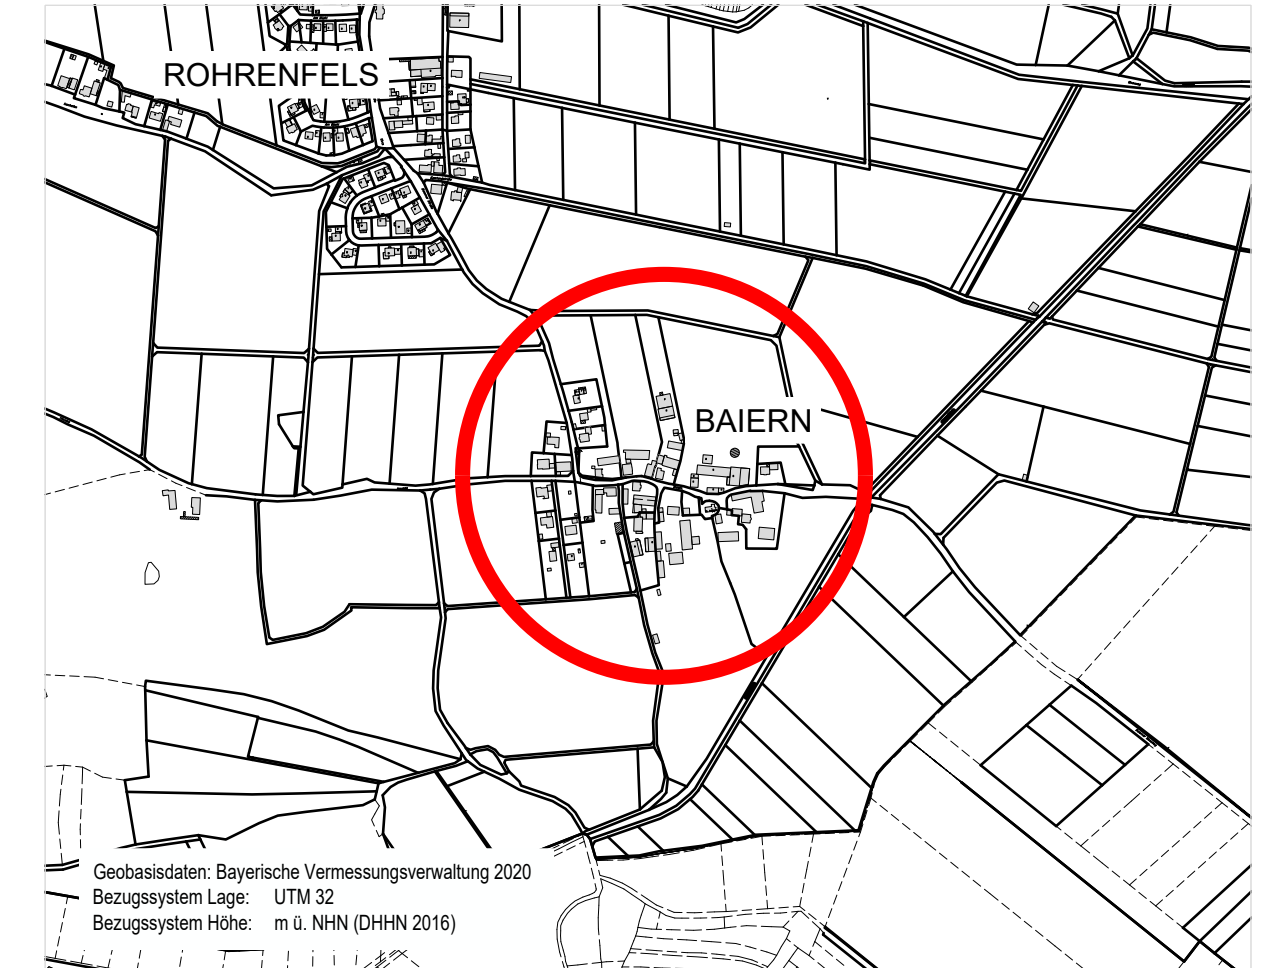 ROHRENFELS
BAIERN
Geobasisdaten: Bayerische Vermessungsverwaltung 2020
Bezugssystem Lage: UTM 32
Bezugssystem Höhe: m ü. NHN (DHHN 2016)